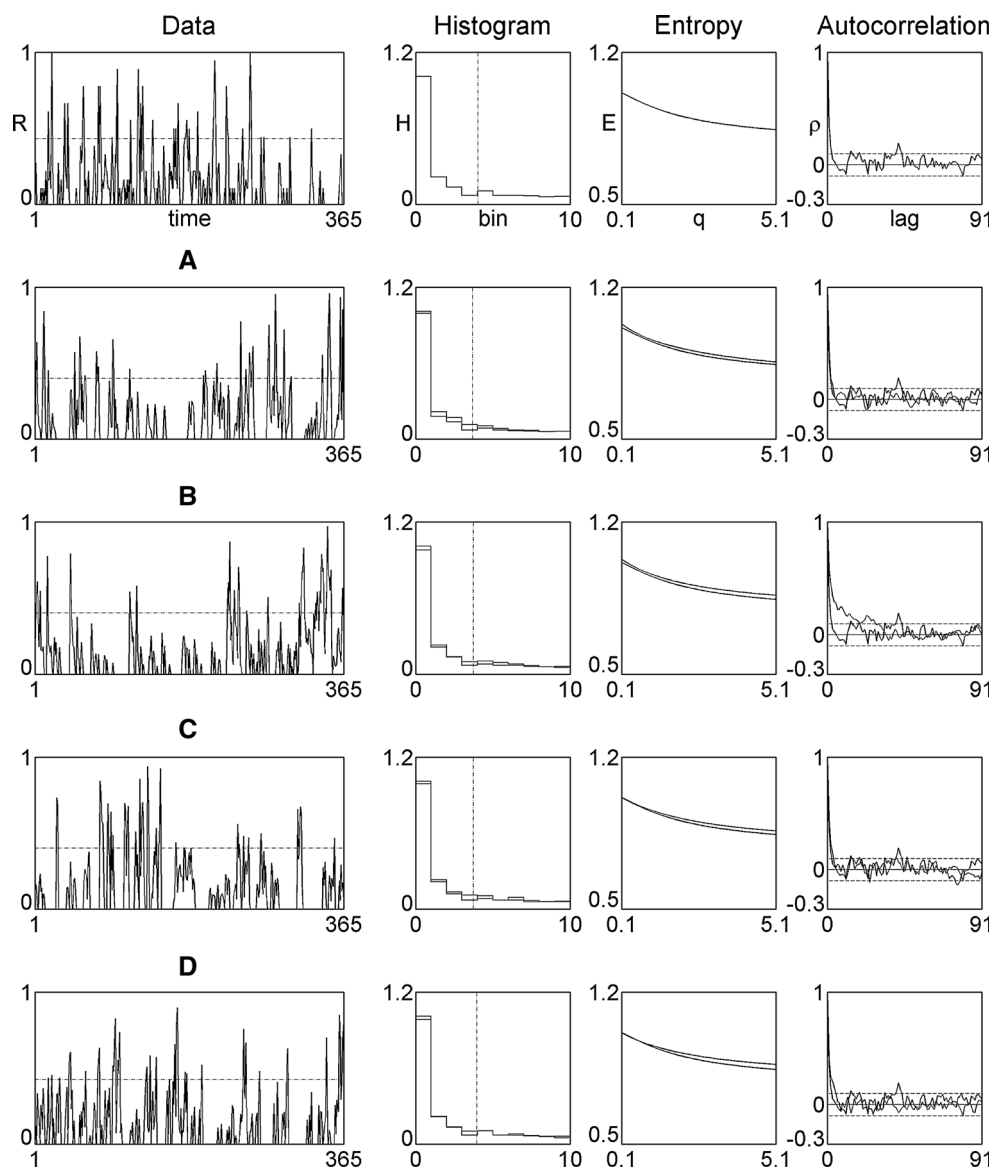 Data Histogram Entropy Autocorrelation
1 1.2 1.2 1
R H E ρ
0
0 0 0.5 -0.3
1 time 365 0 bin 10 0.1 q 5.1 0 lag 91
A
1 1.2 1.2 1
0
0 0 0.5 -0.3
1 365 0 10 0.1 5.1 0 91
B
1 1.2 1.2 1
0
0 0 0.5 -0.3
1 365 0 10 0.1 5.1 0 91
C
1 1.2 1.2 1
0
0 0 0.5 -0.3
1 365 0 10 0.1 5.1 0 91
D
1 1.2 1.2 1
0
0 0 0.5 -0.3
1 365 0 10 0.1 5.1 0 91
E